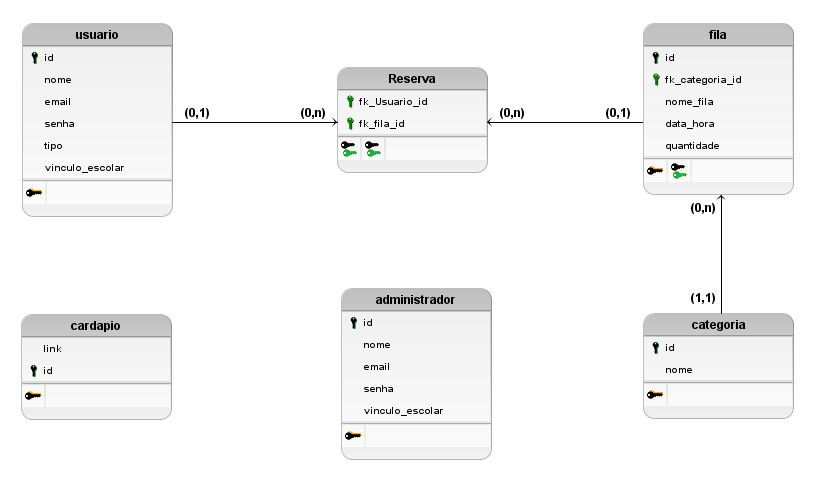 usuario
id
nome
email
senha
tipo
vinculo_escolar
(0,1)
(0,n)
Reserva
fk_Usuario_id
fk_fila_id
(0,n)
(0,1)
fila
id
fk_categoria_id
nome_fila
data_hora
quantidade
(0,n)
(1,1)
cardapio
link
id
administrador
id
nome
email
senha
vinculo_escolar
categoria
id
nome